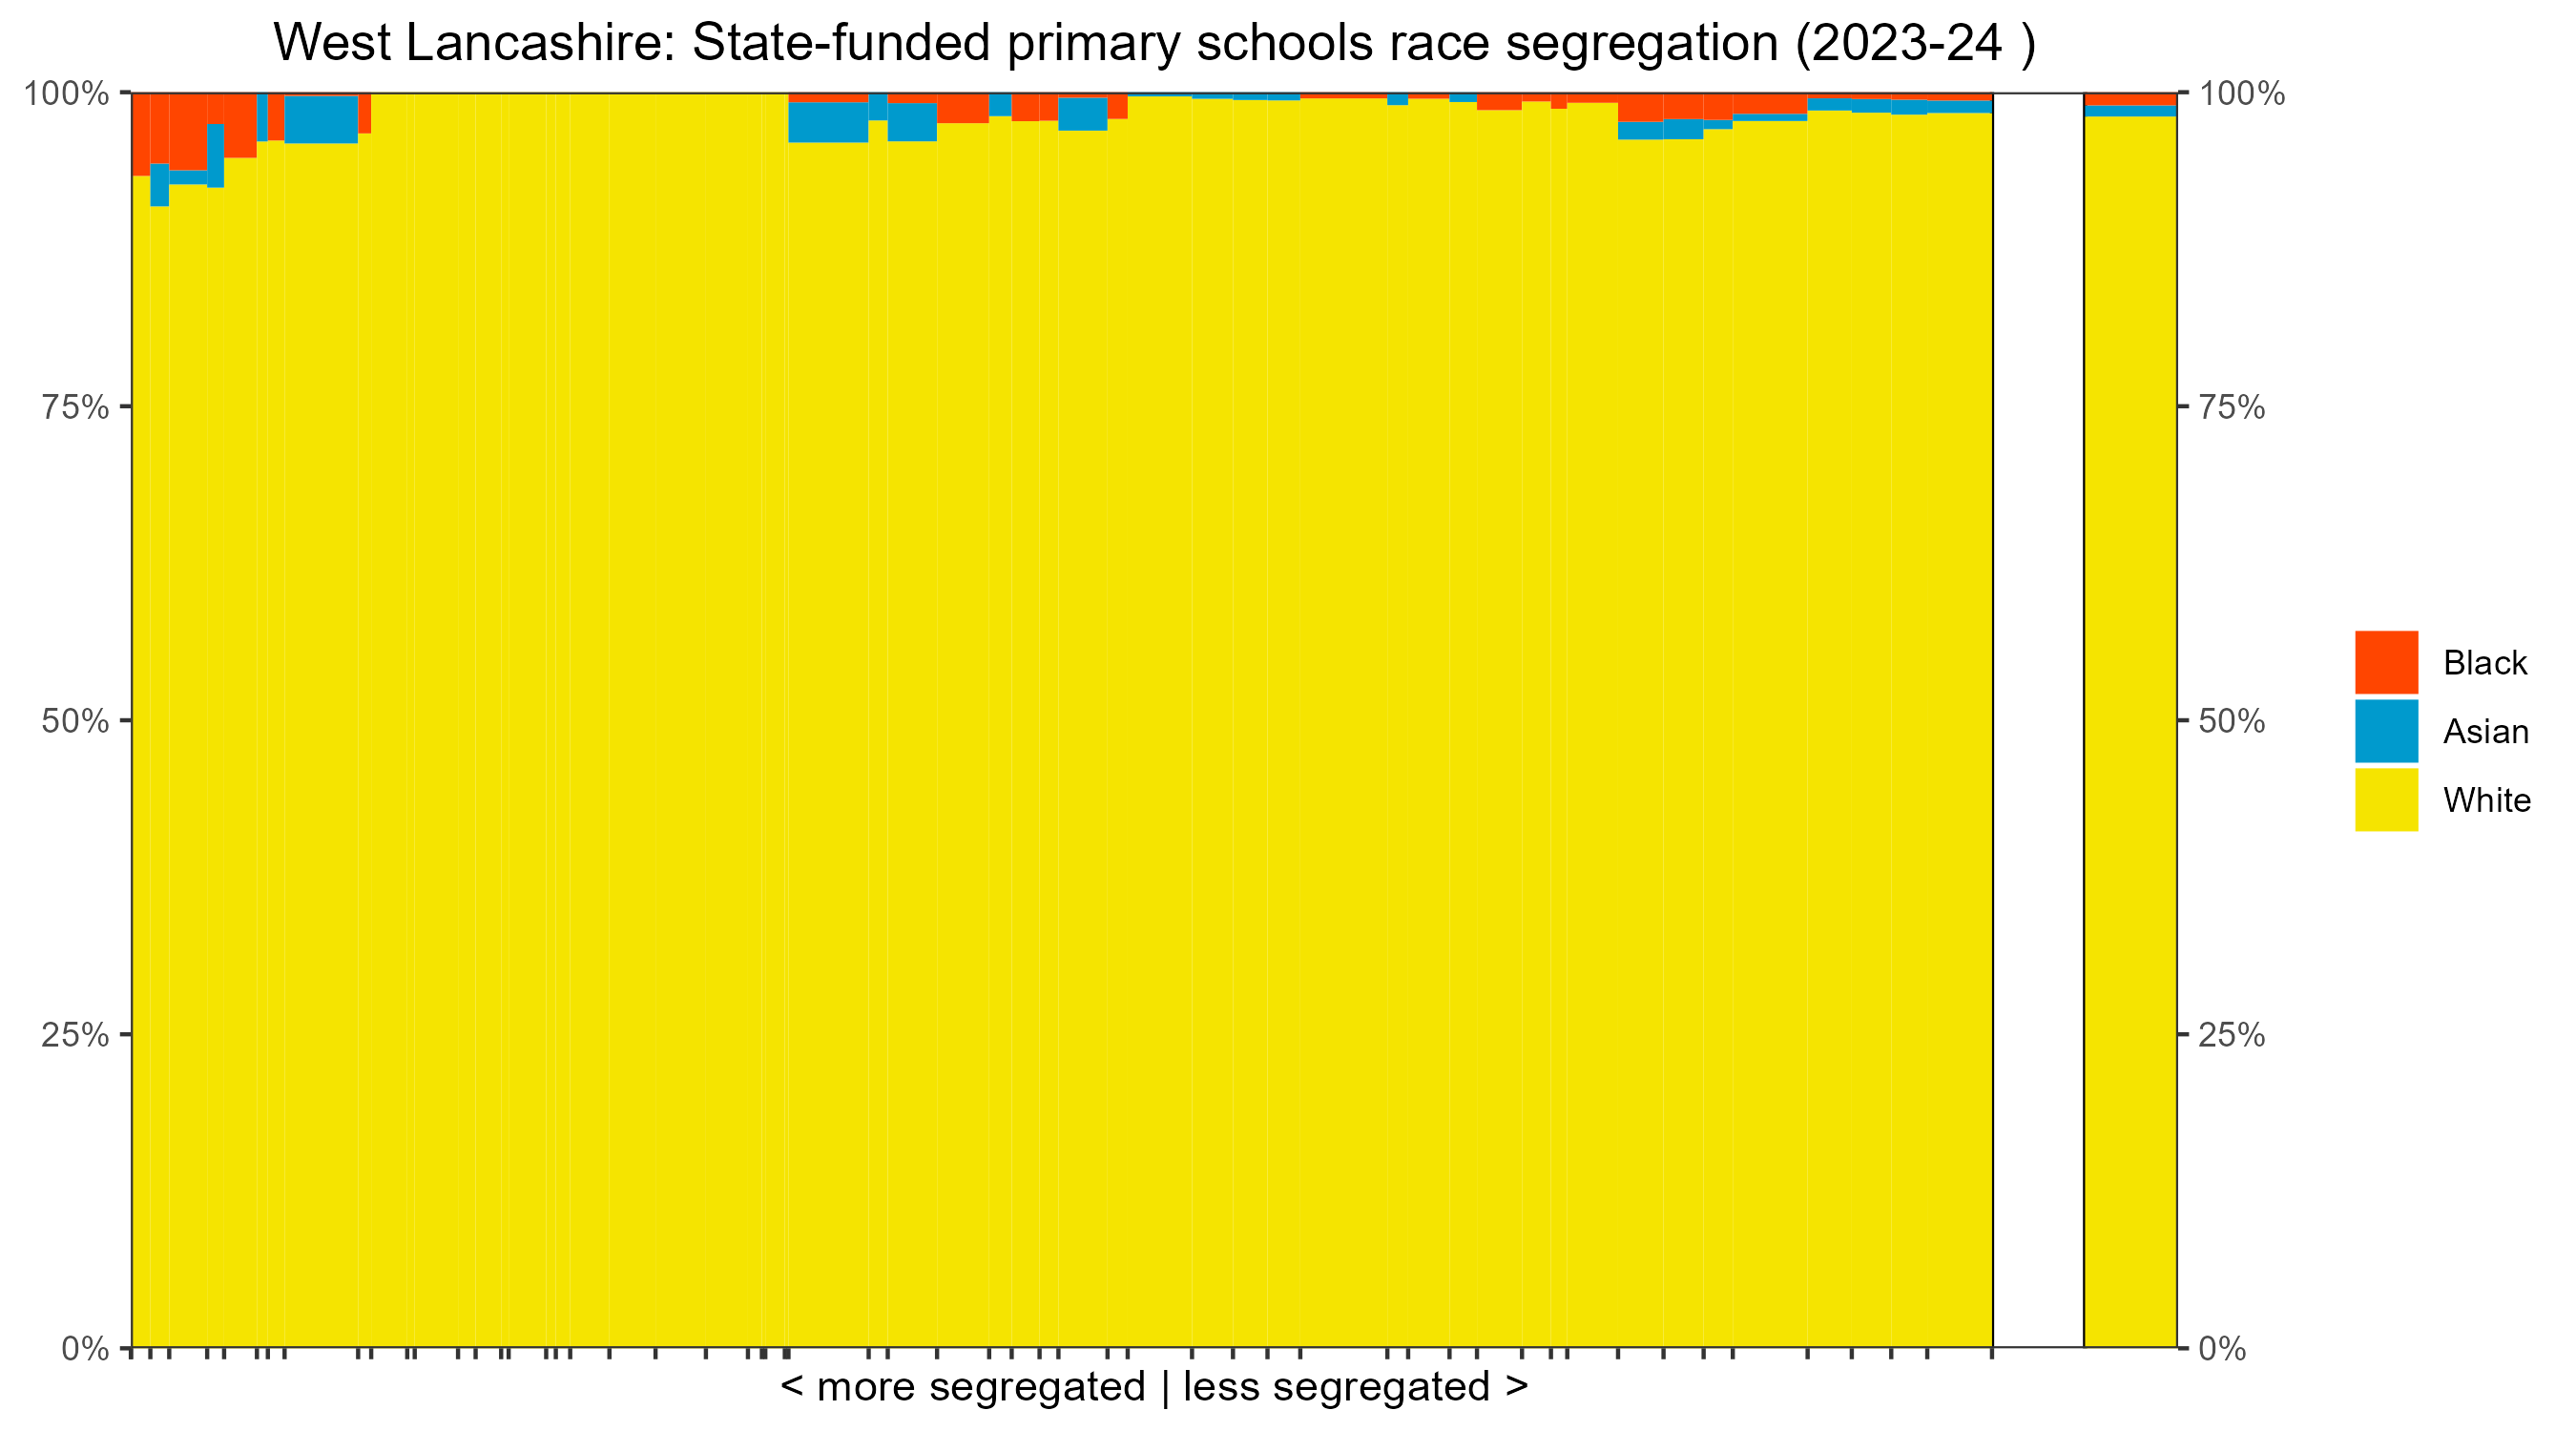 West Lancashire: State-funded primary schools race segregation (2023-24 )
100%
75%
50%
25%
0%
100%
75%
50%
25%
0%
Black
Asian
White
< more segregated | less segregated >